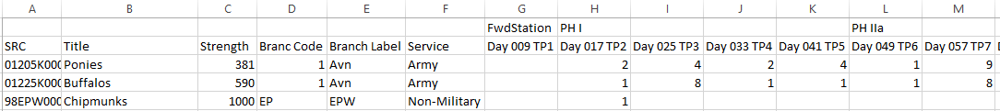 A B C D E F G H I J K L M
FwdStation PH I PH IIa
SRC Title Strength Branc Code Branch Label Service Day 009 TP1 Day 017 TP2 Day 025 TP3 Day 033 TP4 Day 041 TP5 Day 049 TP6 Day 057 TP7
01205K000 Ponies 381 1 Avn Army 2 4 2 4 1 9
01225K000 Buffalos 590 1 Avn Army 1 8 1 1 1 8
98EPW000 Chipmunks 1000 EP EPW Non-Military 1